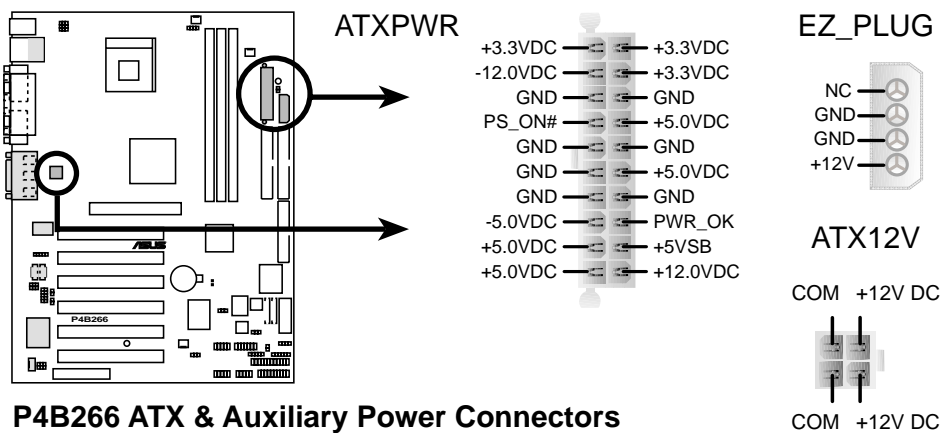 ATXPWR
+3.3VDC +3.3VDC
-12.0VDC +3.3VDC
GND GND
PS_ON# +5.0VDC
GND GND
GND +5.0VDC
GND GND
-5.0VDC PWR_OK
+5.0VDC +5VSB
+5.0VDC +12.0VDC
EZ_PLUG
NC
GND
GND
+12V
ATX12V
COM +12V DC
COM +12V DC
/SUS
P4B266
P4B266 ATX & Auxiliary Power Connectors